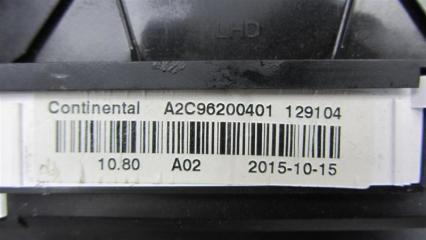 LHD
Continental A2C96200401 129104
10.80 A02 2015-10-15